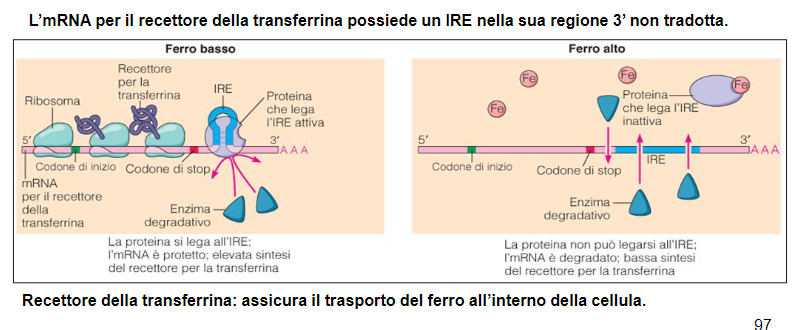 L’mRNA per il recettore della transferrina possiede un IRE nella sua regione 3’ non tradotta.
Ferro basso
Ribosoma
Recettore
per la
transferrina
IRE
Proteina
che lega
l'IRE attiva
5′
3′
A A A
Codone di inizio
Codone di stop
mRNA
per il recettore
della
transferrina
Enzima
degradativo
La proteina si lega all'IRE;
l'mRNA è protetto; elevata sintesi
del recettore per la transferrina
Ferro alto
Fe
Fe
Fe
Proteina
che lega l'IRE
inattiva
5′
3′
A A A
Codone di inizio
Codone di stop
IRE
Enzima
degradativo
La proteina non può legarsi all'IRE;
l'mRNA è degradato; bassa sintesi
del recettore per la transferrina
Recettore della transferrina: assicura il trasporto del ferro all’interno della cellula.
97